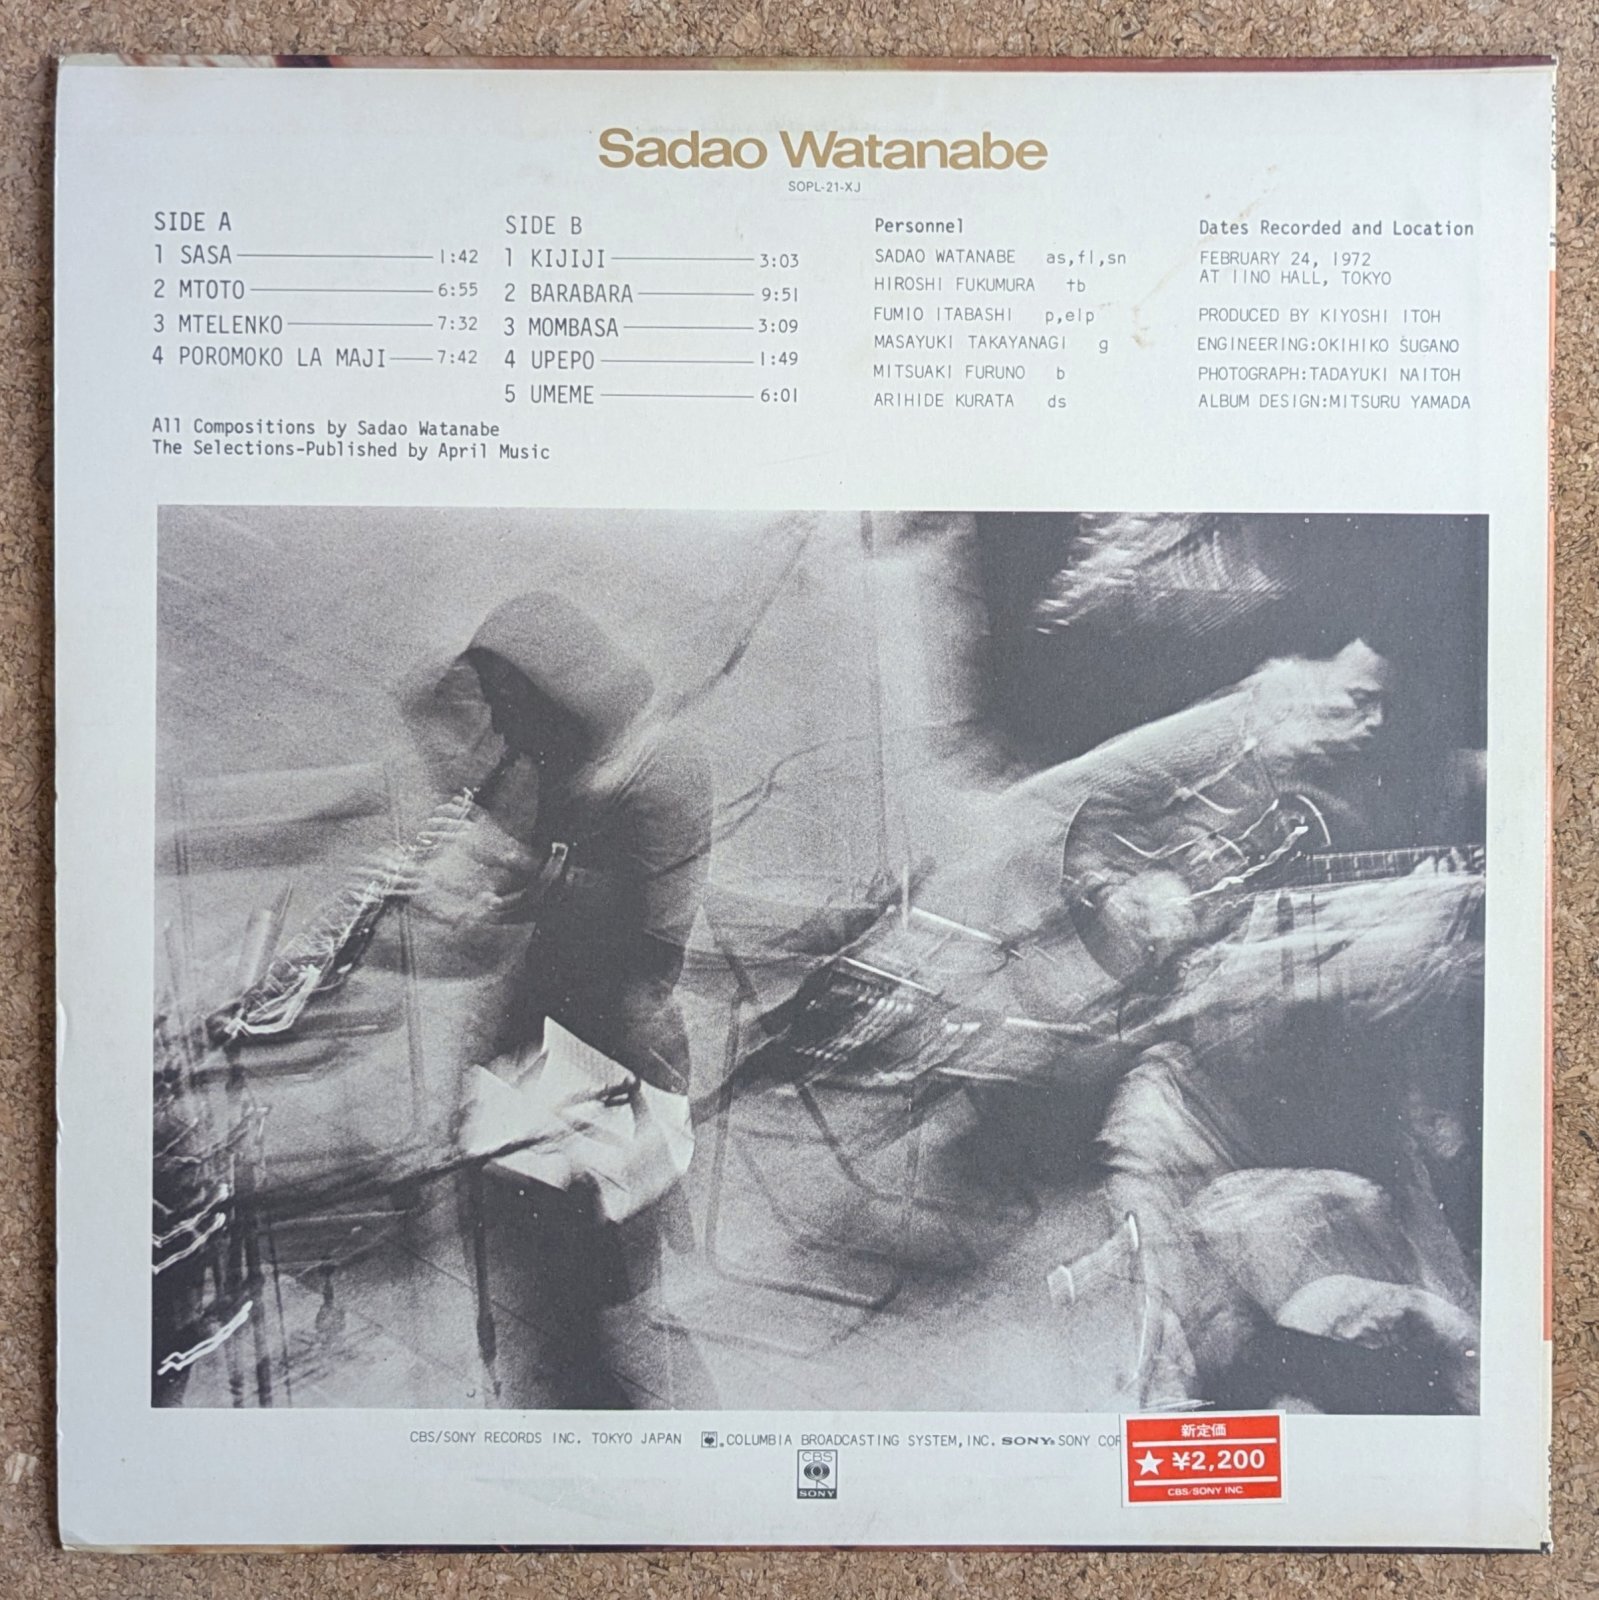 Sadao Watanabe
SOPL-21-XJ
SIDE A
1 SASA 1:42
2 MTOTO 6:55
3 MTELENKO 7:32
4 POROMOKO LA MAJI 7:42
All Compositions by Sadao Watanabe
The Selections-Published by April Music
SIDE B
1 KIJIJI 3:03
2 BARABARA 9:51
3 MOMBASA 3:09
4 UPEPO 1:49
5 UMEME 6:01
Personnel
SADAO WATANABE as,fl,sn
HIROSHI FUKUMURA tb
FUMIO ITABASHI p,elp
MASAYUKI TAKAYANAGI g
MITSUAKI FURUNO b
ARIHIDE KURATA ds
Dates Recorded and Location
FEBRUARY 24, 1972
AT IINO HALL, TOKYO
PRODUCED BY KIYOSHI ITOH
ENGINEERING:OKIHIKO SUGANO
PHOTOGRAPH:TADAYUKI NAITOH
ALBUM DESIGN:MITSURU YAMADA
CBS/SONY RECORDS INC. TOKYO JAPAN .COLUMBIA BROADCASTING SYSTEM,INC. SONY. SONY COR
CBS
SONY
新定価
★ ¥2,200
CBS/SONY INC